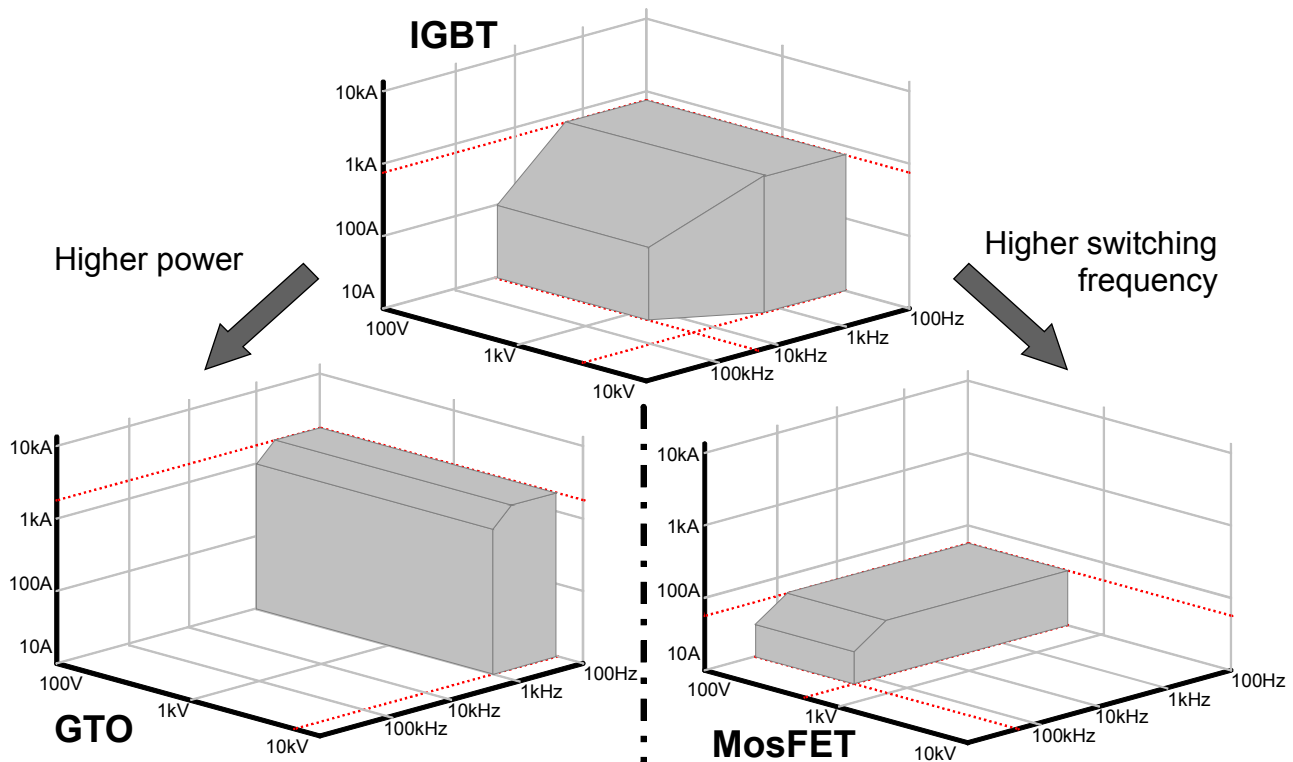 IGBT
10kA
1kA
100A
10A
100V
1kV
10kV
100kHz
10kHz
1kHz
100Hz
Higher power
Higher switching
frequency
10kA
1kA
100A
10A
100V
1kV
10kV
100kHz
10kHz
1kHz
100Hz
GTO
10kA
1kA
100A
10A
100V
1kV
10kV
100kHz
10kHz
1kHz
100Hz
MosFET